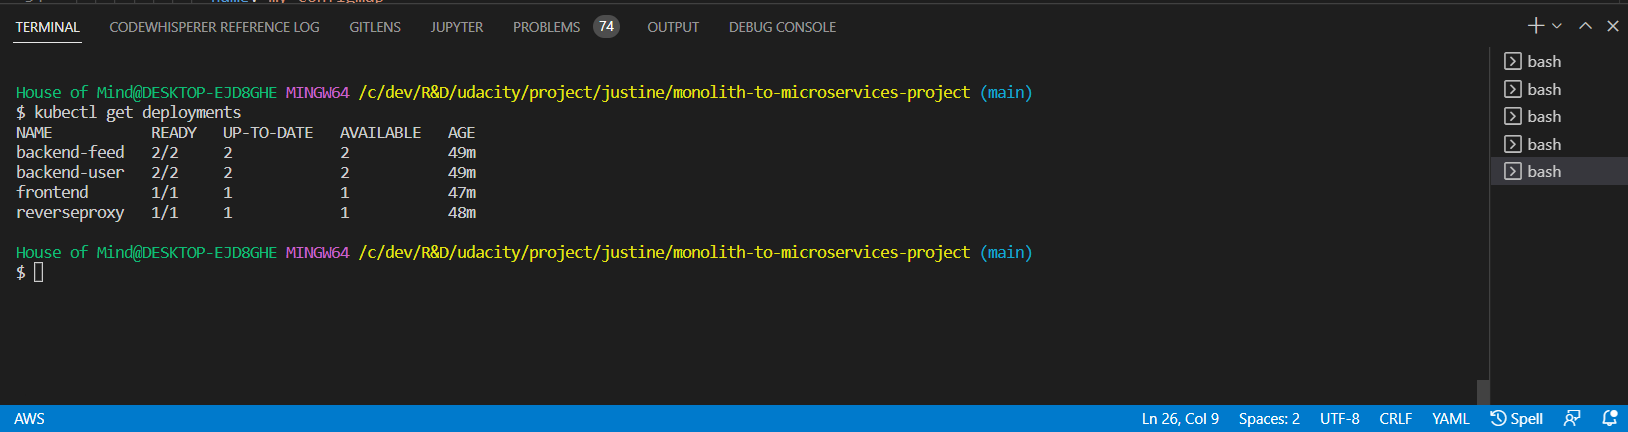 TERMINAL CODEWHISPERER REFERENCE LOG GITLENS JUPYTER PROBLEMS 74 OUTPUT DEBUG CONSOLE
House of Mind@DESKTOP-EJD8GHE MINGW64 /c/dev/R&D/udacity/project/justine/monolith-to-microservices-project (main)
$ kubectl get deployments
NAME READY UP-TO-DATE AVAILABLE AGE
backend-feed 2/2 2 2 49m
backend-user 2/2 2 2 49m
frontend 1/1 1 1 47m
reverseproxy 1/1 1 1 48m
House of Mind@DESKTOP-EJD8GHE MINGW64 /c/dev/R&D/udacity/project/justine/monolith-to-microservices-project (main)
$
bash
bash
bash
bash
bash
AWS Ln 26, Col 9 Spaces: 2 UTF-8 CRLF YAML Spell